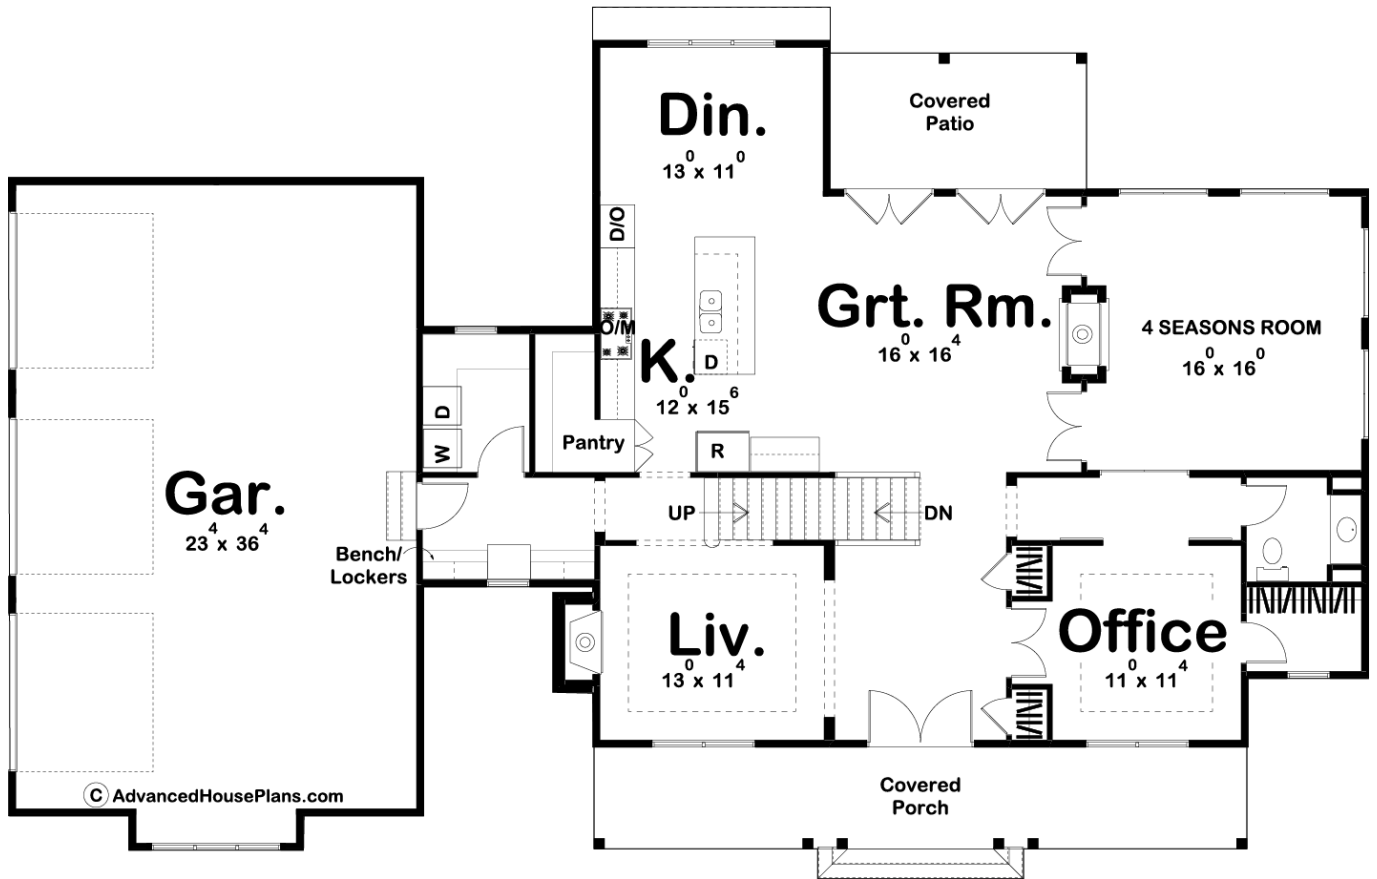 Din.
13⁰ x 11⁰
Covered
Patio
D/O
Grt. Rm.
16⁰ x 16⁴
4 SEASONS ROOM
16⁰ x 16⁰
O/M
K.
D
12⁰ x 15⁶
D
W
Pantry
R
Gar.
23⁴ x 36⁴
UP
DN
Bench/
Lockers
Liv.
13⁰ x 11⁴
Office
11⁰ x 11⁴
C AdvancedHousePlans.com
Covered
Porch